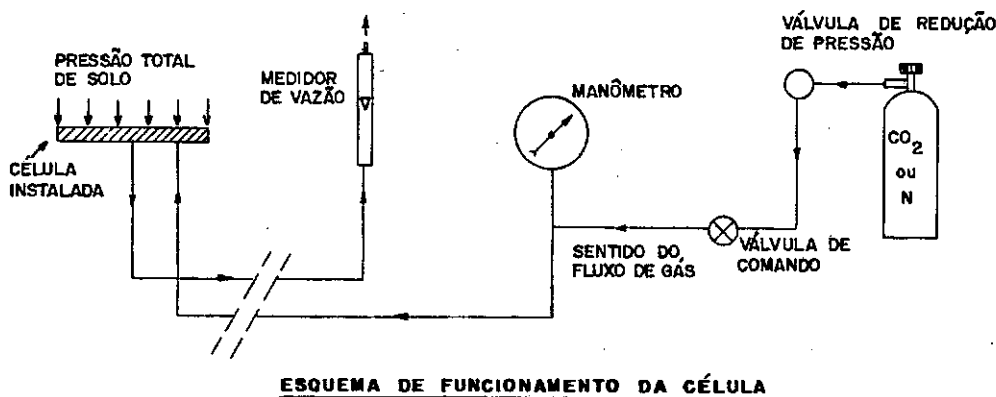 PRESSÃO TOTAL
DE SOLO
CÉLULA
INSTALADA
MEDIDOR
DE VAZÃO
MANÔMETRO
VÁLVULA DE REDUÇÃO
DE PRESSÃO
CO2
ou
N
SENTIDO DO
FLUXO DE GÁS
VÁLVULA DE
COMANDO
ESQUEMA DE FUNCIONAMENTO DA CÉLULA